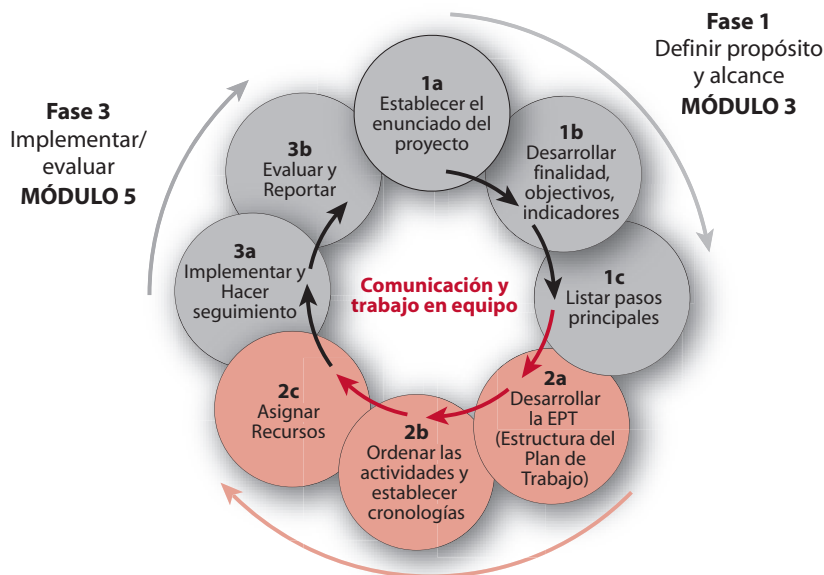 Fase 1
Definir propósito
y alcance
MÓDULO 3
1a
Establecer el
enunciado del
proyecto
1b
Desarrollar
finalidad,
objectivos,
indicadores
1c
Listar pasos
principales
2a
Desarrollar
la EPT
(Estructura del
Plan de
Trabajo)
2b
Ordenar las
actividades y
establecer
cronologías
2c
Asignar
Recursos
3a
Implementar y
Hacer
seguimiento
3b
Evaluar y
Reportar
Fase 3
Implementar/
evaluar
MÓDULO 5
Comunicación y
trabajo en equipo